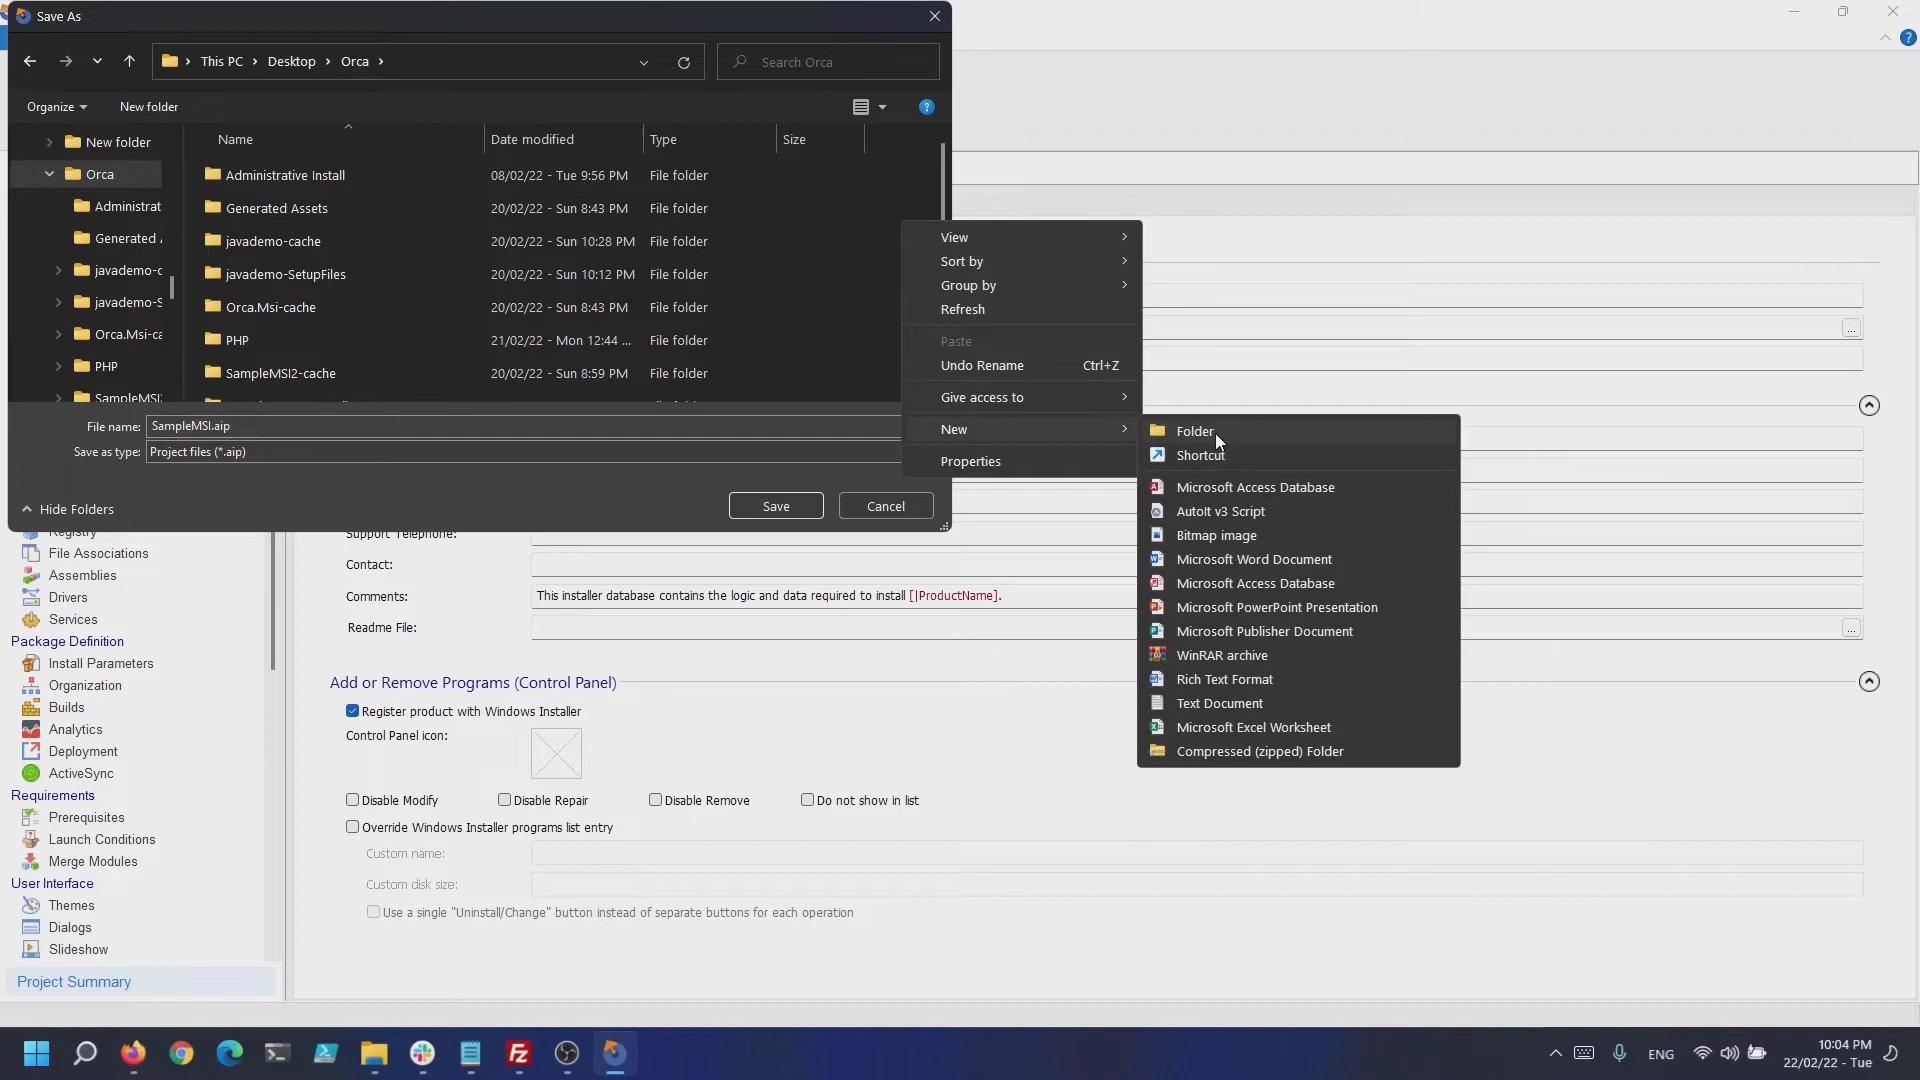 Save As
This PC
Desktop
Orca
Search Orca
Organize
New folder
Name
Date modified
Type
Size
New folder
Orca
Administrat
Generated
javademo-c
javademo-S
Orca.Msi-ca
PHP
SampleMSI2
Administrative Install 08/02/22 - Tue 9:56 PM File folder
Generated Assets 20/02/22 - Sun 8:43 PM File folder
javademo-cache 20/02/22 - Sun 10:28 PM File folder
javademo-SetupFiles 20/02/22 - Sun 10:12 PM File folder
Orca.Msi-cache 20/02/22 - Sun 8:43 PM File folder
PHP 21/02/22 - Mon 12:44 ... File folder
SampleMSI2-cache 20/02/22 - Sun 8:59 PM File folder
File name: SampleMSI.aip
Save as type: Project files (*.aip)
Hide Folders
Save
Cancel
View
Sort by
Group by
Refresh
Paste
Undo Rename Ctrl+Z
Give access to
New
Properties
Folder
Shortcut
Microsoft Access Database
AutoIt v3 Script
Bitmap image
Microsoft Word Document
Microsoft Access Database
Microsoft PowerPoint Presentation
Microsoft Publisher Document
WinRAR archive
Rich Text Format
Text Document
Microsoft Excel Worksheet
Compressed (zipped) Folder
Registry
File Associations
Assemblies
Drivers
Services
Package Definition
Install Parameters
Organization
Builds
Analytics
Deployment
ActiveSync
Requirements
Prerequisites
Launch Conditions
Merge Modules
User Interface
Themes
Dialogs
Slideshow
Project Summary
Support Telephone:
Contact:
Comments: This installer database contains the logic and data required to install [|ProductName].
Readme File:
...
...
Add or Remove Programs (Control Panel)
Register product with Windows Installer
Control Panel icon:
Disable Modify
Disable Repair
Disable Remove
Do not show in list
Override Windows Installer programs list entry
Custom name:
Custom disk size:
Use a single "Uninstall/Change" button instead of separate buttons for each operation
ENG
10:04 PM
22/02/22 - Tue